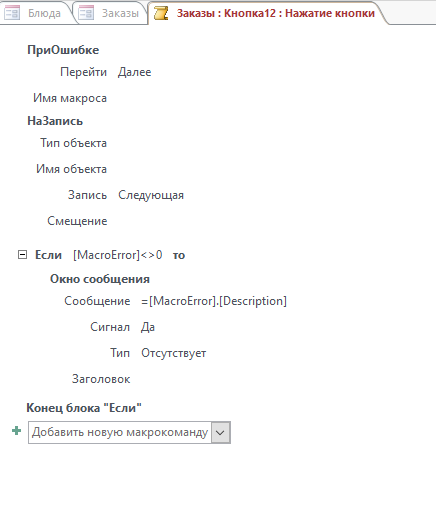 Блюда Заказы Заказы : Кнопка12 : Нажатие кнопки
ПриОшибке
Перейти Далее
Имя макроса
НаЗапись
Тип объекта
Имя объекта
Запись Следующая
Смещение
Если [MacroError]<>0 то
Окно сообщения
Сообщение =[MacroError].[Description]
Сигнал Да
Тип Отсутствует
Заголовок
Конец блока "Если"
Добавить новую макрокоманду